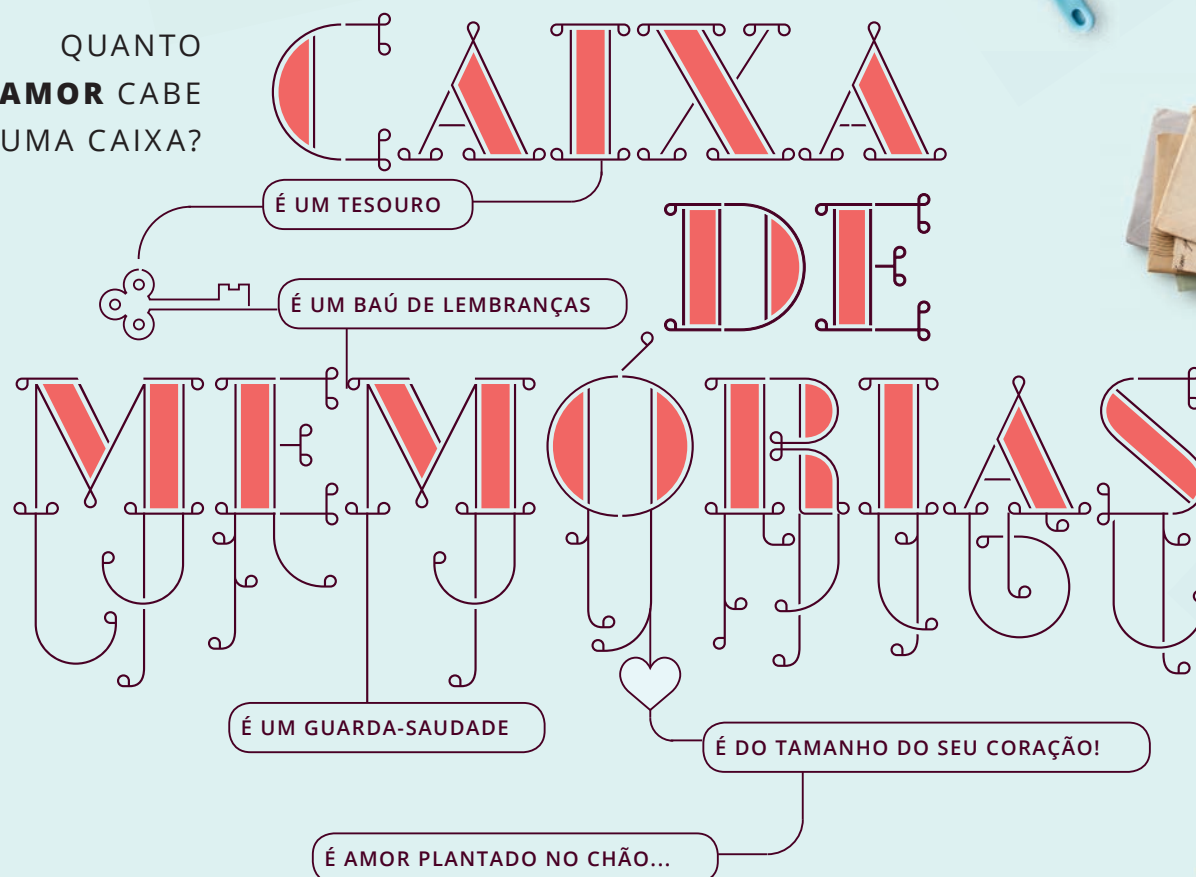 QUANTO
AMOR CABE
UMA CAIXA?
CAIXA
É UM TESOURO
DE
É UM BAÚ DE LEMBRANÇAS
MEMÓRIAS
É UM GUARDA-SAUDADE
É DO TAMANHO DO SEU CORAÇÃO!
É AMOR PLANTADO NO CHÃO...